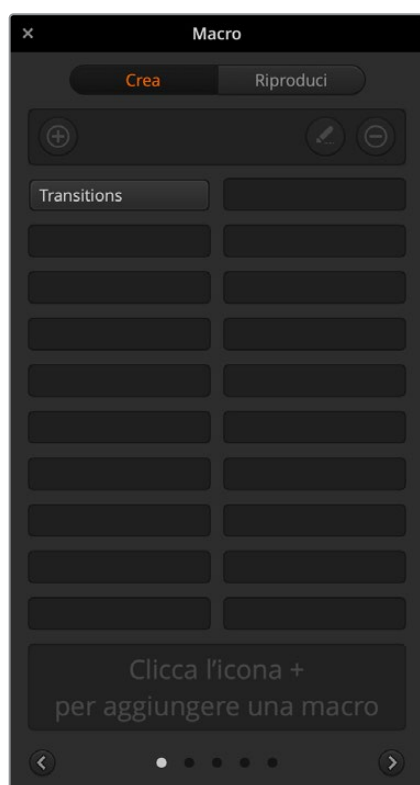 Macro
Crea Riproduci
Transitions
Clicca l'icona +
per aggiungere una macro